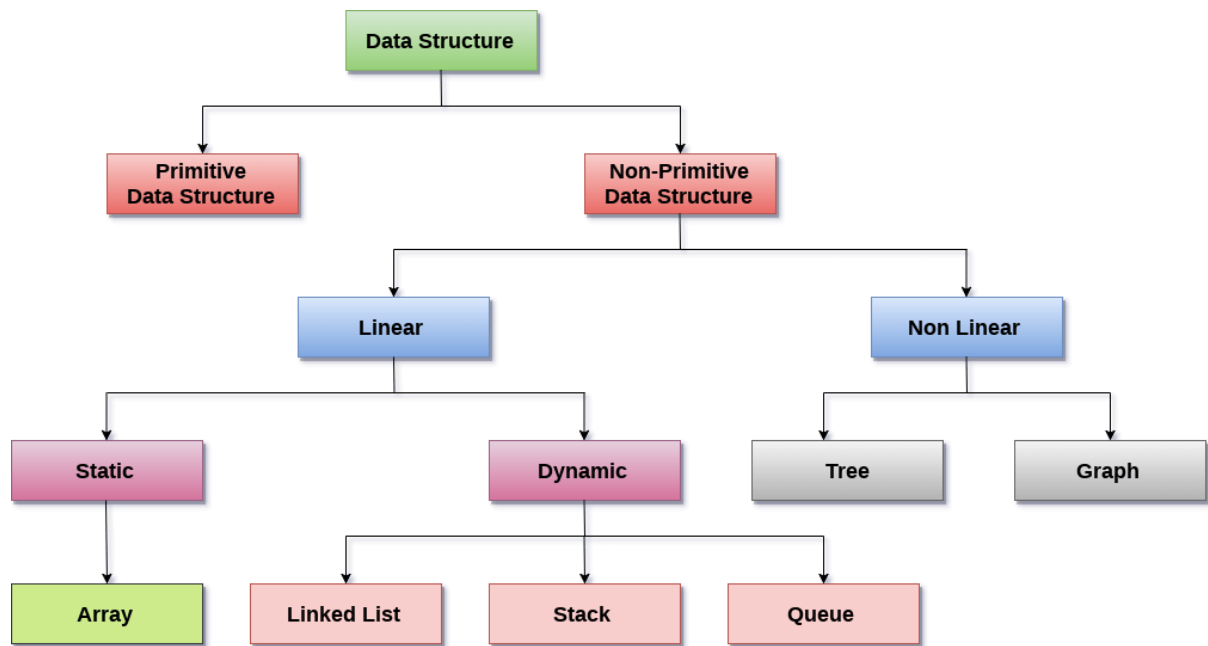 Data Structure
Primitive
Data Structure
Non-Primitive
Data Structure
Linear
Non Linear
Static
Dynamic
Tree
Graph
Array
Linked List
Stack
Queue